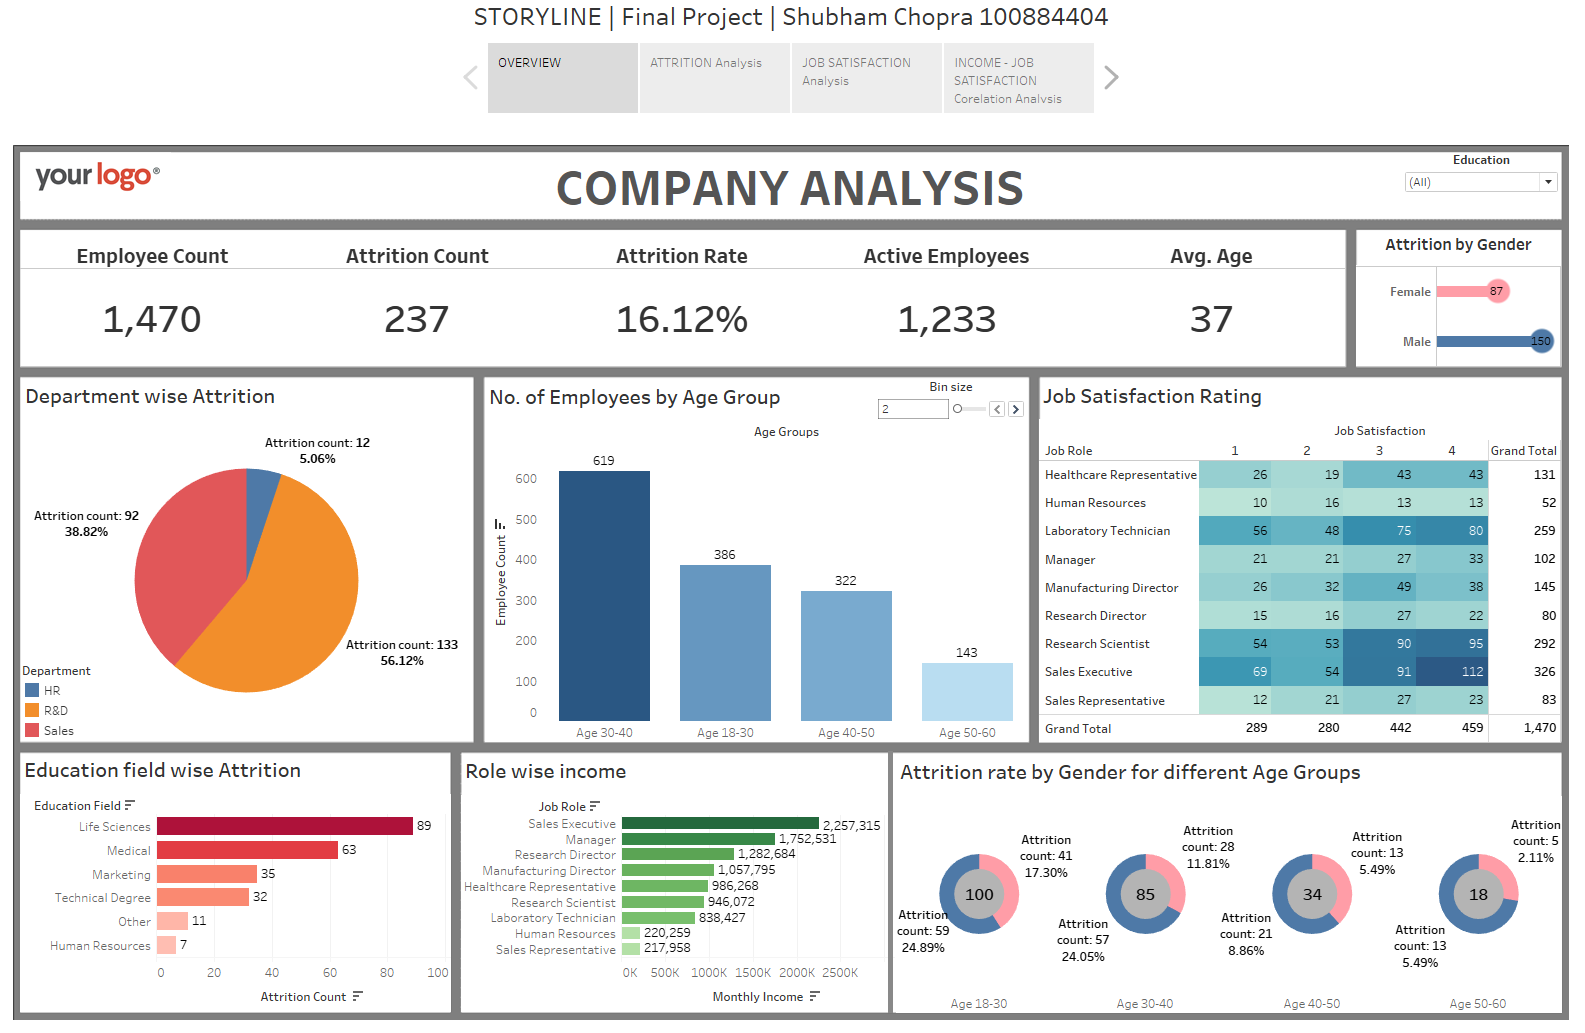 STORYLINE | Final Project | Shubham Chopra 100884404
OVERVIEW
ATTRITION Analysis
JOB SATISFACTION
Analysis
INCOME - JOB
SATISFACTION
Corelation Analysis
your logo®
COMPANY ANALYSIS
Education
(All)
Employee Count
Attrition Count
Attrition Rate
Active Employees
Avg. Age
1,470
237
16.12%
1,233
37
Attrition by Gender
Female 87
Male 150
Department wise Attrition
Attrition count: 12
5.06%
Attrition count: 92
38.82%
Attrition count: 133
56.12%
Department
HR
R&D
Sales
No. of Employees by Age Group
Bin size
2
Age Groups
Employee Count
600
500
400
300
200
100
0
619
386
322
143
Age 30-40
Age 18-30
Age 40-50
Age 50-60
Job Satisfaction Rating
Job Satisfaction
Job Role 1 2 3 4 Grand Total
Healthcare Representative 26 19 43 43 131
Human Resources 10 16 13 13 52
Laboratory Technician 56 48 75 80 259
Manager 21 21 27 33 102
Manufacturing Director 26 32 49 38 145
Research Director 15 16 27 22 80
Research Scientist 54 53 90 95 292
Sales Executive 69 54 91 112 326
Sales Representative 12 21 27 23 83
Grand Total 289 280 442 459 1,470
Education field wise Attrition
Education Field
Life Sciences 89
Medical 63
Marketing 35
Technical Degree 32
Other 11
Human Resources 7
0 20 40 60 80 100
Attrition Count
Role wise income
Job Role
Sales Executive 2,257,315
Manager 1,752,531
Research Director 1,282,684
Manufacturing Director 1,057,795
Healthcare Representative 986,268
Research Scientist 946,072
Laboratory Technician 838,427
Human Resources 220,259
Sales Representative 217,958
0K 500K 1000K 1500K 2000K 2500K
Monthly Income
Attrition rate by Gender for different Age Groups
Attrition
count: 41
17.30%
100
Attrition
count: 59
24.89%
Age 18-30
Attrition
count: 28
11.81%
85
Attrition
count: 57
24.05%
Age 30-40
Attrition
count: 13
5.49%
34
Attrition
count: 21
8.86%
Age 40-50
Attrition
count: 5
2.11%
18
Attrition
count: 13
5.49%
Age 50-60